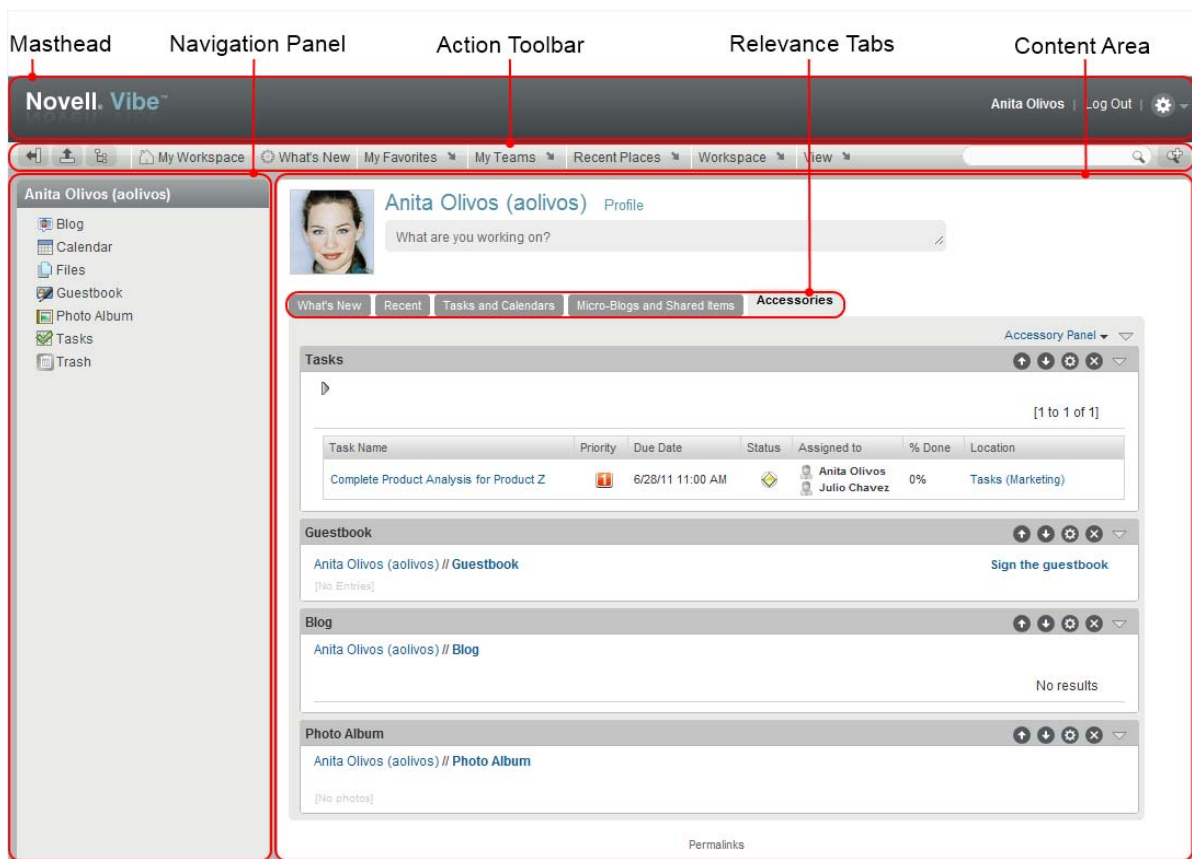 Masthead Navigation Panel Action Toolbar Relevance Tabs Content Area
Novell. Vibe™
Anita Olivos | Log Out |
My Workspace What's New My Favorites My Teams Recent Places Workspace View
Anita Olivos (aolivos)
Blog
Calendar
Files
Guestbook
Photo Album
Tasks
Trash
Anita Olivos (aolivos) Profile
What are you working on?
What's New Recent Tasks and Calendars Micro-Blogs and Shared Items Accessories
Accessory Panel
Tasks
[1 to 1 of 1]
Task Name Priority Due Date Status Assigned to % Done Location
Complete Product Analysis for Product Z 1 6/28/11 11:00 AM Anita Olivos Julio Chavez 0% Tasks (Marketing)
Guestbook
Anita Olivos (aolivos) // Guestbook Sign the guestbook
[No Entries]
Blog
Anita Olivos (aolivos) // Blog
No results
Photo Album
Anita Olivos (aolivos) // Photo Album
[No photos]
Permalinks